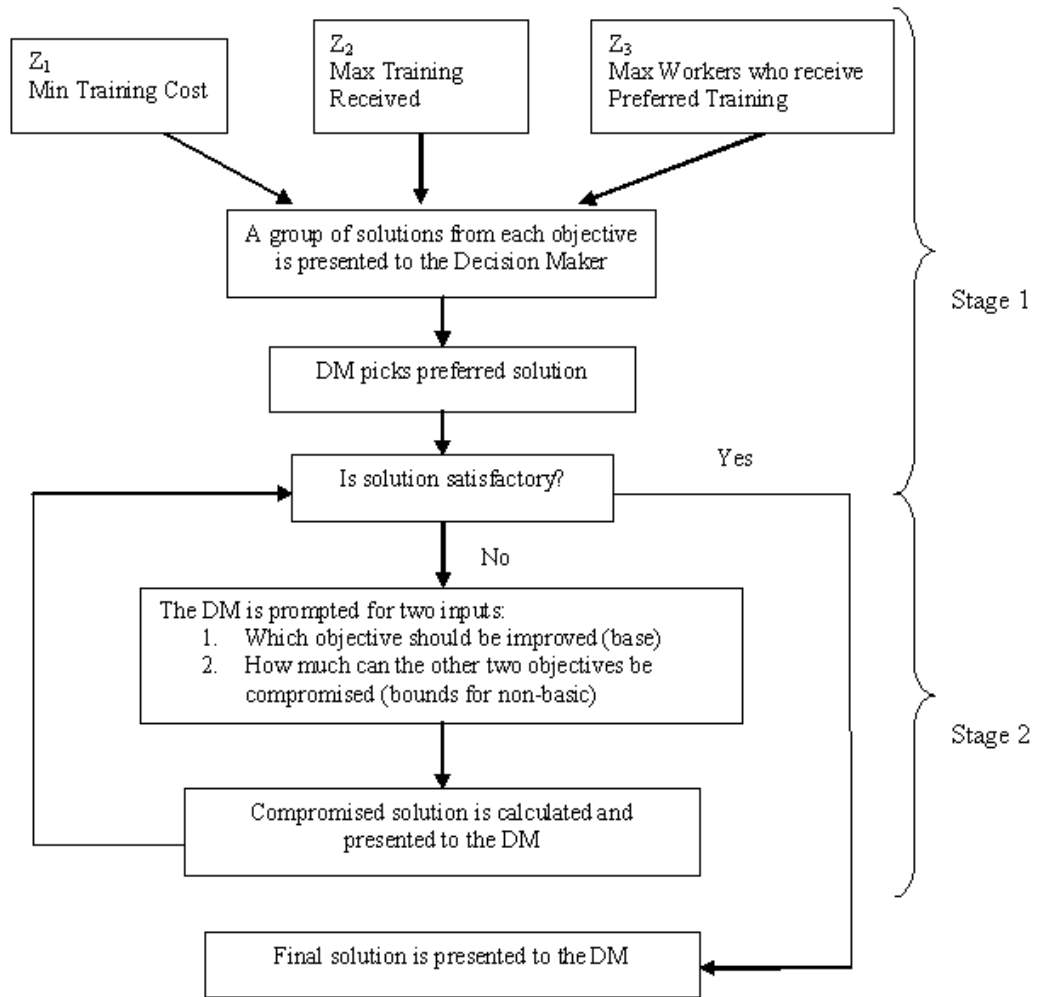 Z₁
Min Training Cost
Z₂
Max Training
Received
Z₃
Max Workers who receive
Preferred Training
A group of solutions from each objective
is presented to the Decision Maker
Stage 1
DM picks preferred solution
Yes
Is solution satisfactory?
No
The DM is prompted for two inputs:
1. Which objective should be improved (base)
2. How much can the other two objectives be
compromised (bounds for non-basic)
Stage 2
Compromised solution is calculated and
presented to the DM
Final solution is presented to the DM